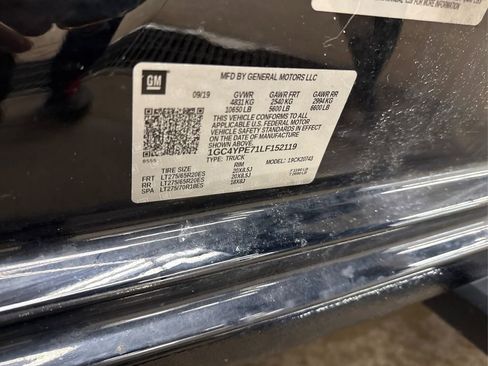 MORE INFORMATION
GM
MFD BY GENERAL MOTORS LLC
09/19 GVWR GAWR FRT GAWR RR
4831 KG 2540 KG 2994 KG
10650 LB 5600 LB 6600 LB
THIS VEHICLE CONFORMS TO ALL APPLICABLE
U.S. FEDERAL MOTOR VEHICLE SAFETY
STANDARDS IN EFFECT ON THE DATE OF
MANUFACTURE SHOWN ABOVE.
1GC4YPE71LF152119
TYPE: TRUCK MODEL: 19CK20743
TIRE SIZE RIM
FRT LT275/65R20ES 20X8.5J
RR LT275/65R20ES 20X8.5J
SPA LT275/70R18ES 18X8J